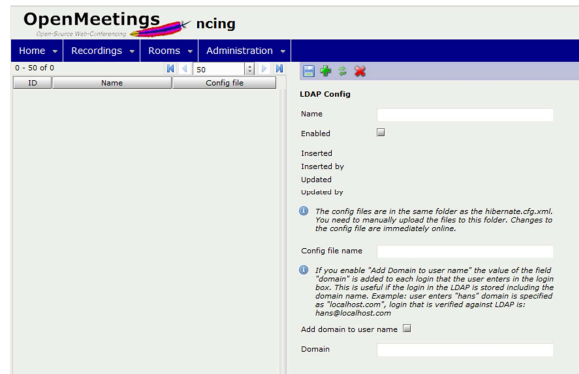 OpenMeetings ncing
Open-Source Web-Conferencing
Home Recordings Rooms Administration
0 - 50 of 0 50
ID Name Config file
LDAP Config
Name
Enabled
Inserted
Inserted by
Updated
Updated by
The config files are in the same folder as the hibernate.cfg.xml.
You need to manually upload the files to this folder. Changes to
the config file are immediately online.
Config file name
If you enable "Add Domain to user name" the value of the field
"domain" is added to each login that the user enters in the login
box. This is useful if the login in the LDAP is stored including the
domain name. Example: user enters "hans" domain is specified
as "localhost.com", login that is verified against LDAP is:
hans@localhost.com
Add domain to user name
Domain